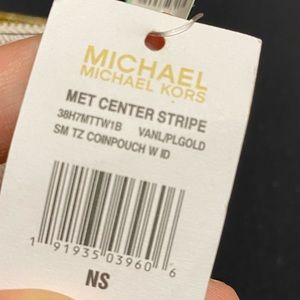 MICHAEL
MICHAEL KORS
MET CENTER STRIPE
38H7MTTW1B VANL/PLGOLD
SM TZ COINPOUCH W ID
1 91935 03960 6
NS